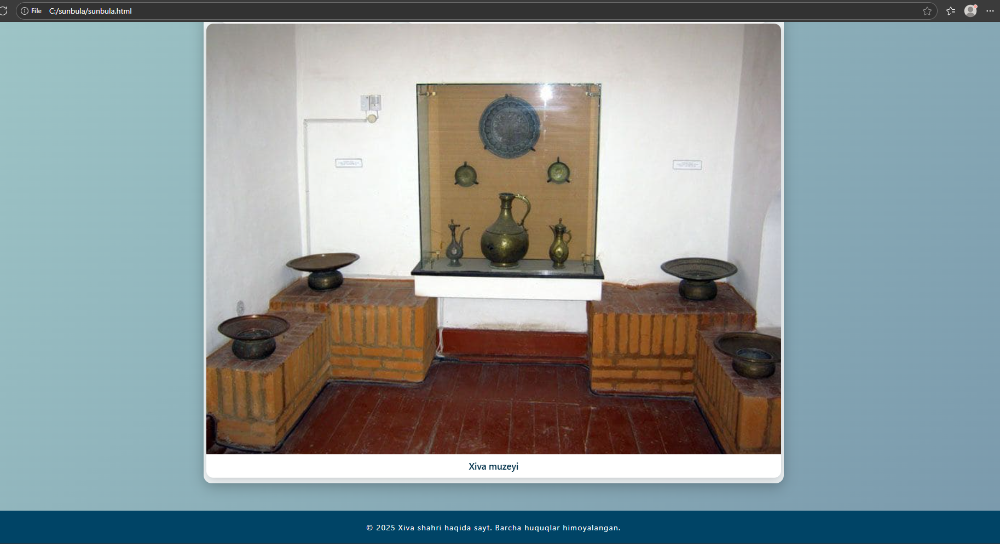 File C:/sunbula/sunbula.html
Xiva muzeyi
© 2025 Xiva shahri haqida sayt. Barcha huquqlar himoyalangan.